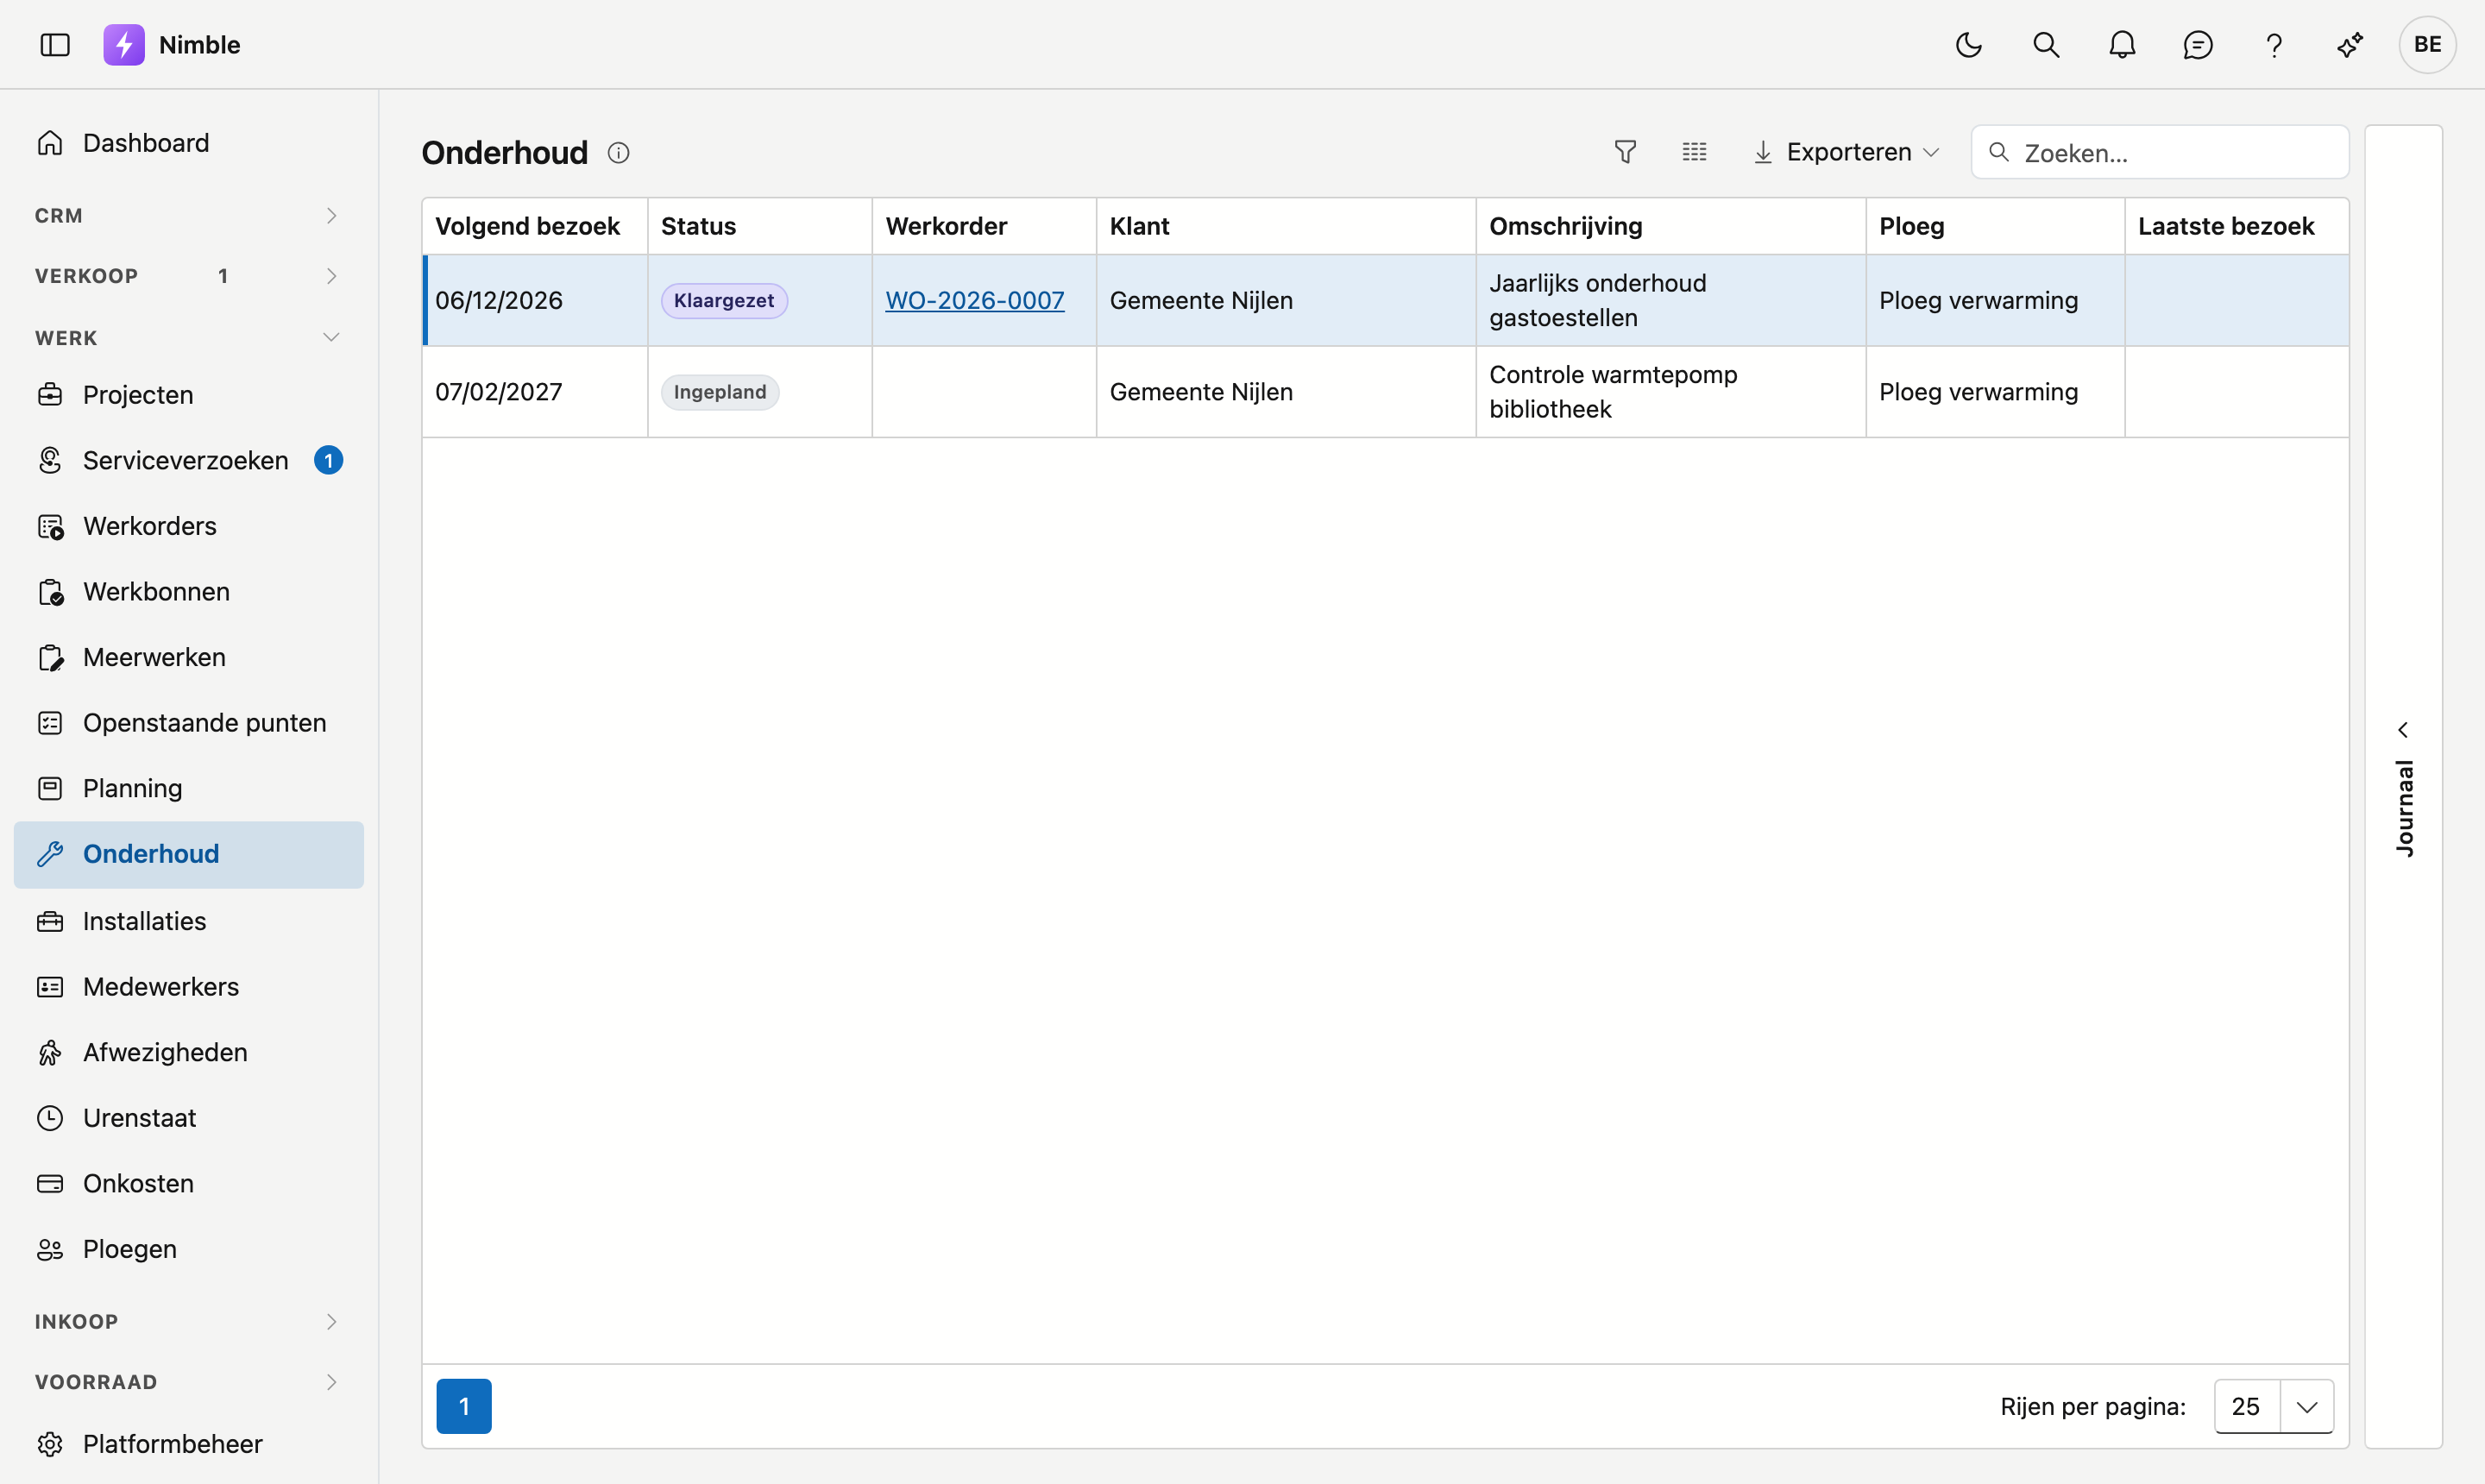 Nimble
BE
Dashboard
CRM
VERKOOP 1
WERK
Projecten
Serviceverzoeken 1
Werkorders
Werkbonnen
Meerwerken
Openstaande punten
Planning
Onderhoud
Installaties
Medewerkers
Afwezigheden
Urenstaat
Onkosten
Ploegen
INKOOP
VOORRAAD
Platformbeheer
Onderhoud
Exporteren
Zoeken...
Volgend bezoek Status Werkorder Klant Omschrijving Ploeg Laatste bezoek
06/12/2026 Klaargezet WO-2026-0007 Gemeente Nijlen Jaarlijks onderhoud gastoestellen Ploeg verwarming
07/02/2027 Ingepland Gemeente Nijlen Controle warmtepomp bibliotheek Ploeg verwarming
1
Rijen per pagina: 25
Journaal